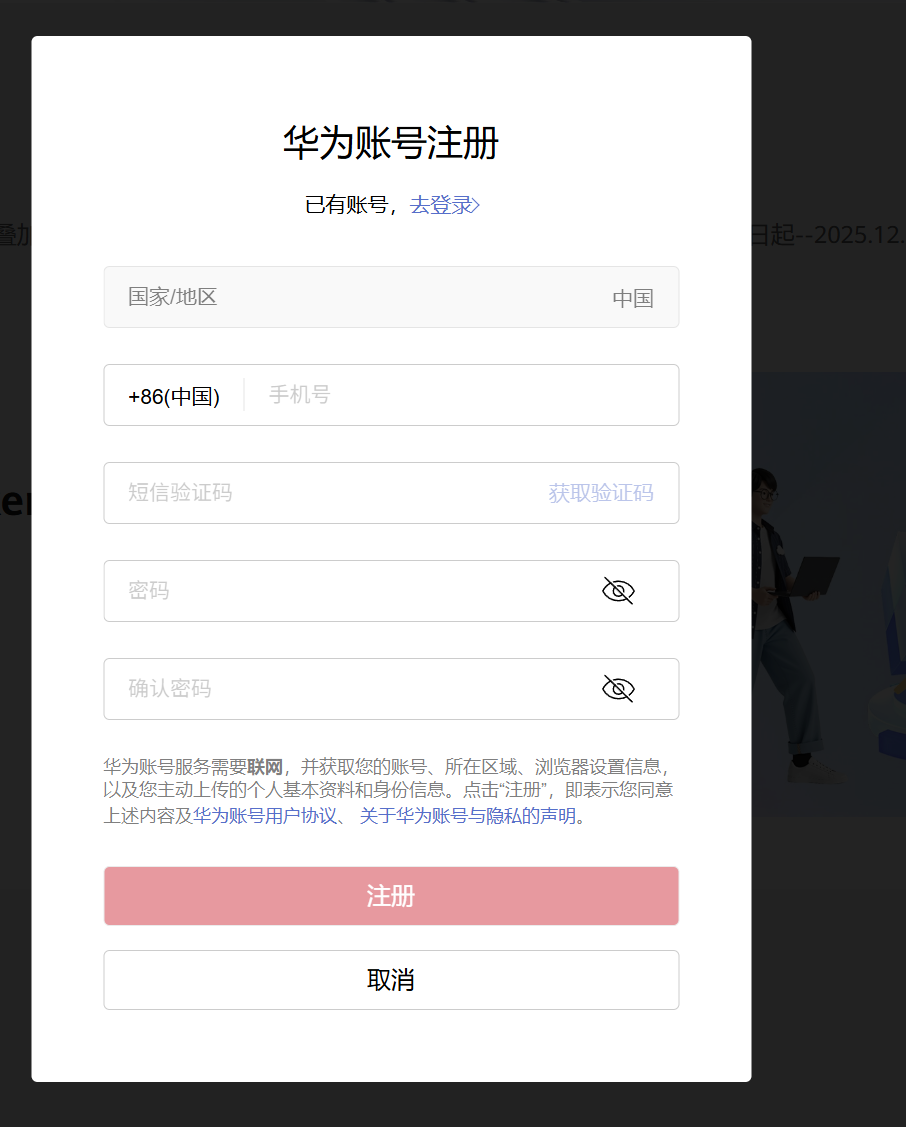 华为账号注册
已有账号，去登录>
叠加
日起--2025.12.
国家/地区 中国
+86(中国) 手机号
短信验证码 获取验证码
密码
确认密码
华为账号服务需要联网，并获取您的账号、所在区域、浏览器设置信息，
以及您主动上传的个人基本资料和身份信息。点击“注册”，即表示您同意
上述内容及华为账号用户协议、 关于华为账号与隐私的声明。
注册
取消